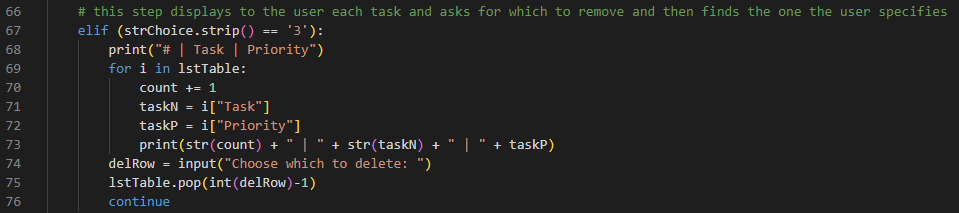 66 # this step displays to the user each task and asks for which to remove and then finds the one the user specifies
67 elif (strChoice.strip() == '3'):
68 print("# | Task | Priority")
69 for i in lstTable:
70 count += 1
71 taskN = i["Task"]
72 taskP = i["Priority"]
73 print(str(count) + " | " + str(taskN) + " | " + taskP)
74 delRow = input("Choose which to delete: ")
75 lstTable.pop(int(delRow)-1)
76 continue